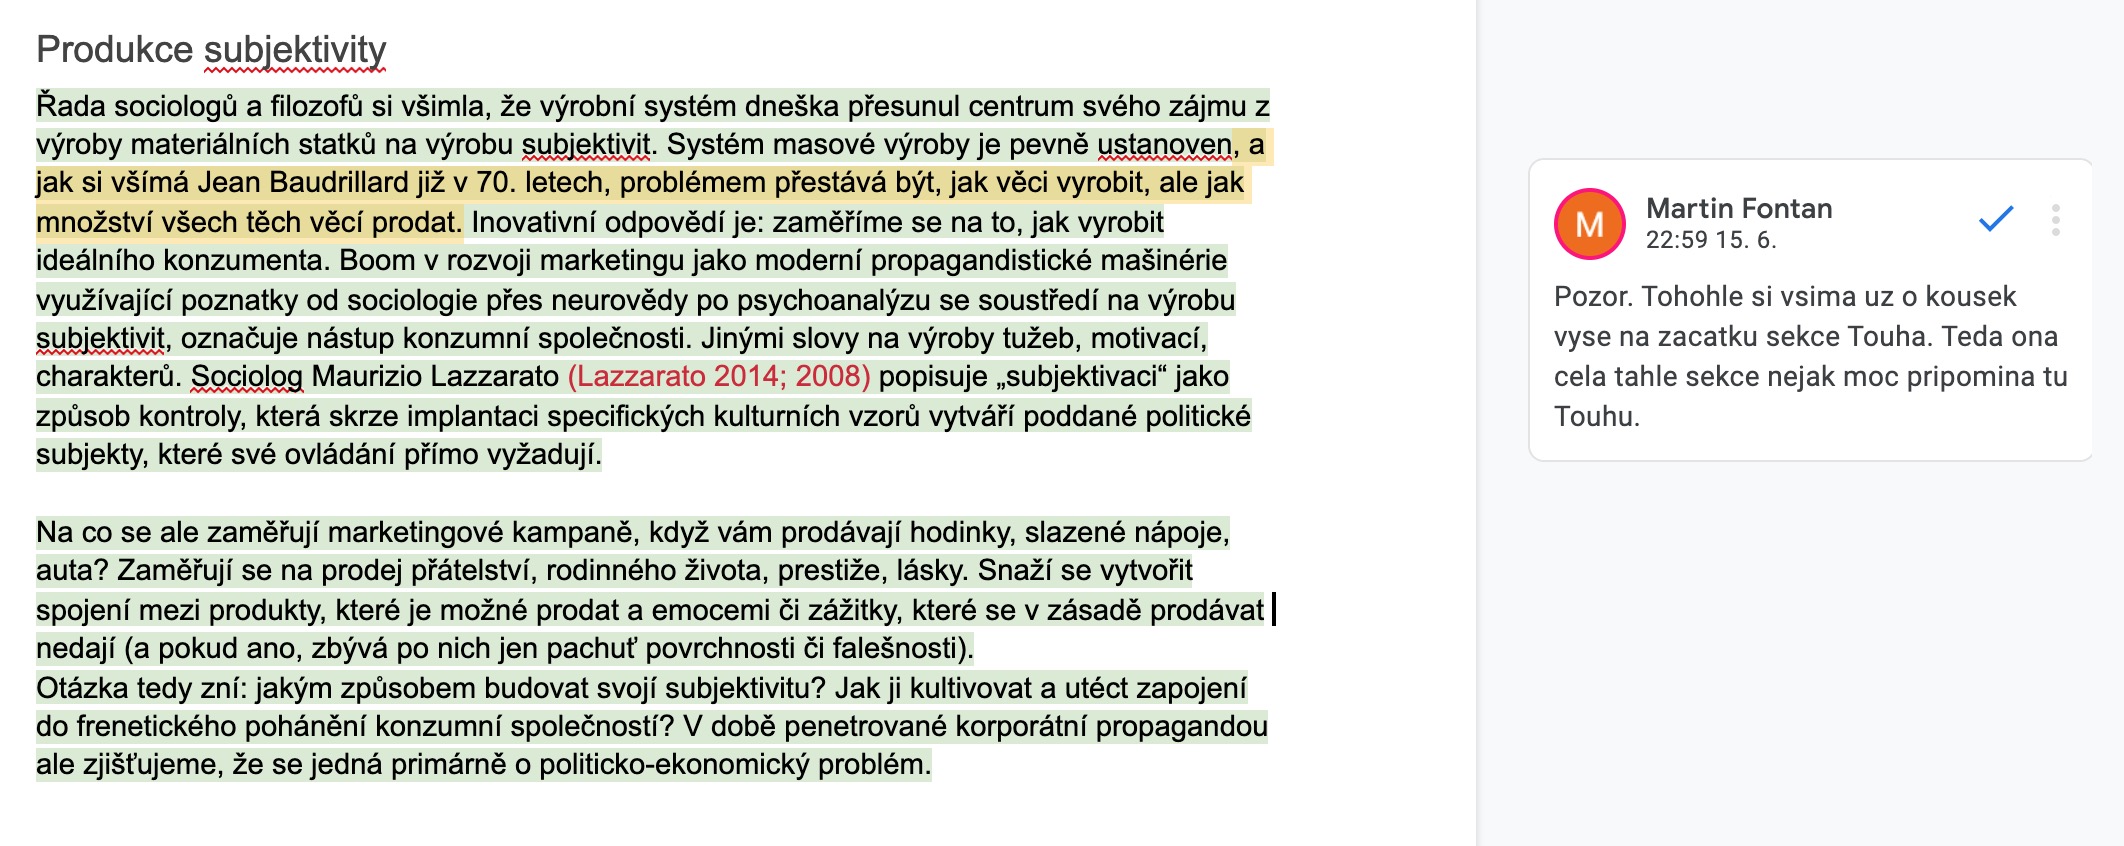 Produkce subjektivity
Řada sociologů a filozofů si všimla, že výrobní systém dneška přesunul centrum svého zájmu z
výroby materiálních statků na výrobu subjektivit. Systém masové výroby je pevně ustanoven, a
jak si všímá Jean Baudrillard již v 70. letech, problémem přestává být, jak věci vyrobit, ale jak
množství všech těch věcí prodat. Inovativní odpovědí je: zaměříme se na to, jak vyrobit
ideálního konzumenta. Boom v rozvoji marketingu jako moderní propagandistické mašinérie
využívající poznatky od sociologie přes neurovědy po psychoanalýzu se soustředí na výrobu
subjektivit, označuje nástup konzumní společnosti. Jinými slovy na výroby tužeb, motivací,
charakterů. Sociolog Maurizio Lazzarato (Lazzarato 2014; 2008) popisuje „subjektivaci“ jako
způsob kontroly, která skrze implantaci specifických kulturních vzorů vytváří poddané politické
subjekty, které své ovládání přímo vyžadují.
Na co se ale zaměřují marketingové kampaně, když vám prodávají hodinky, slazené nápoje,
auta? Zaměřují se na prodej přátelství, rodinného života, prestiže, lásky. Snaží se vytvořit
spojení mezi produkty, které je možné prodat a emocemi či zážitky, které se v zásadě prodávat
nedají (a pokud ano, zbývá po nich jen pachuť povrchnosti či falešnosti).
Otázka tedy zní: jakým způsobem budovat svojí subjektivitu? Jak ji kultivovat a utéct zapojení
do frenetického pohánění konzumní společností? V době penetrované korporátní propagandou
ale zjišťujeme, že se jedná primárně o politicko-ekonomický problém.
M
Martin Fontan
22:59 15. 6.
Pozor. Tohohle si vsima uz o kousek
vyse na zacatku sekce Touha. Teda ona
cela tahle sekce nejak moc pripomina tu
Touhu.